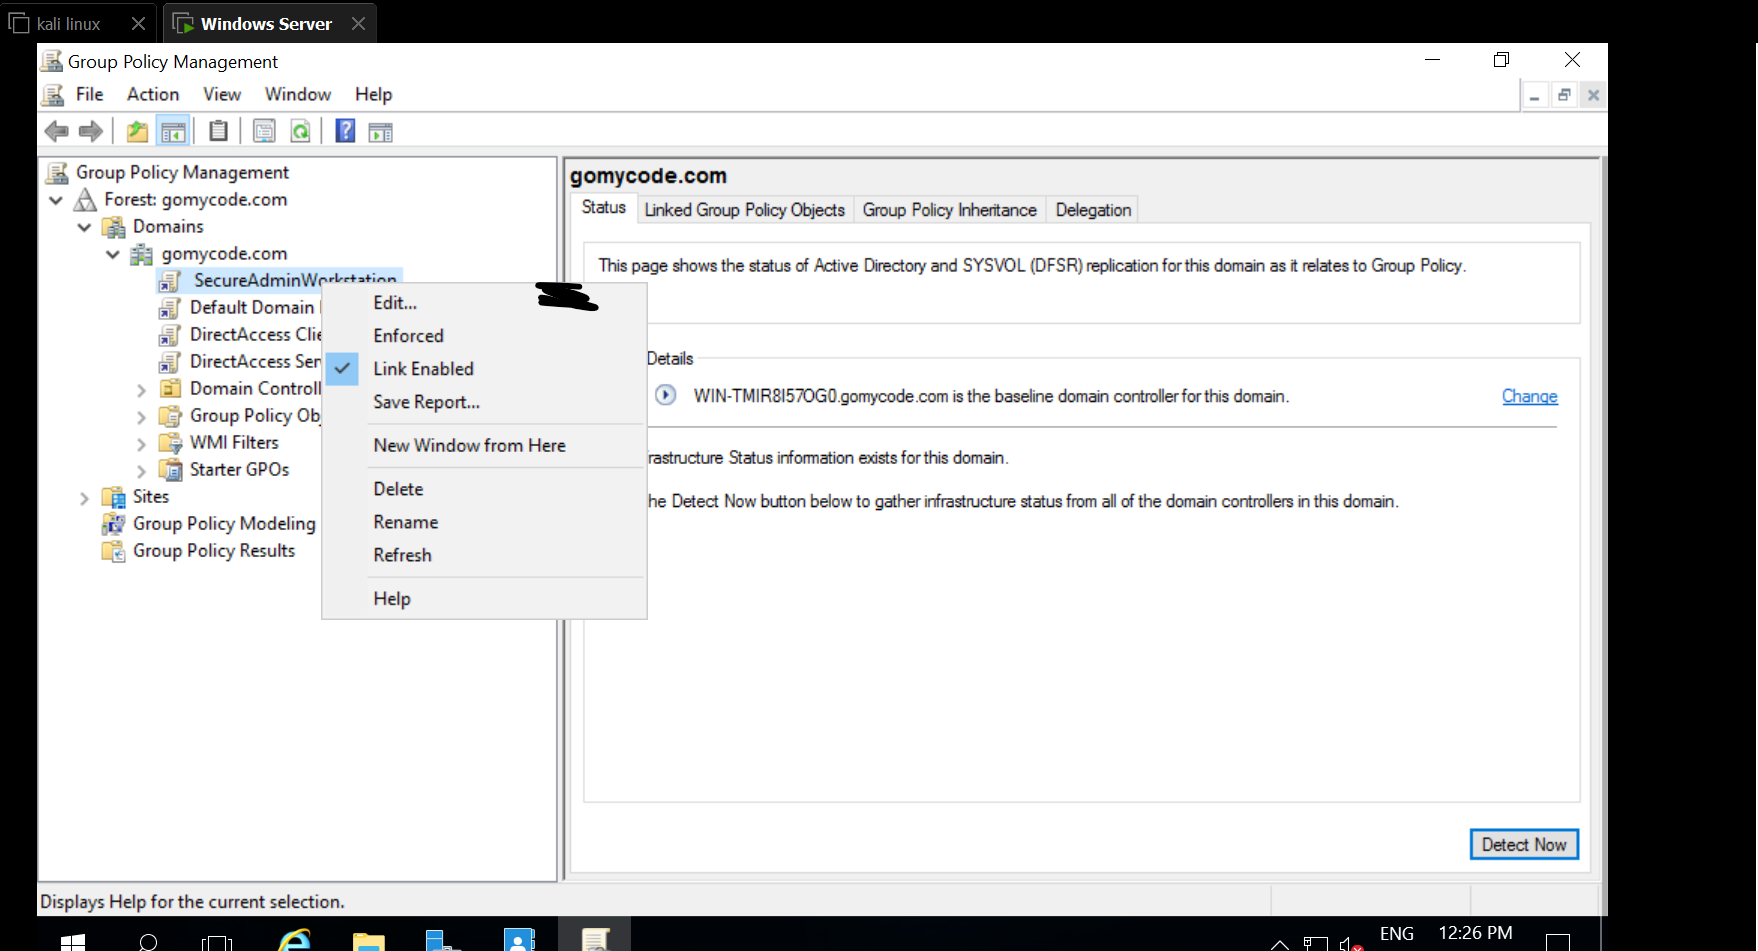 kali linux
Windows Server
Group Policy Management
File Action View Window Help
Group Policy Management
Forest: gomycode.com
Domains
gomycode.com
SecureAdminWorkstation
Default Domain
DirectAccess Clie
DirectAccess Ser
Domain Controll
Group Policy Obj
WMI Filters
Starter GPOs
Sites
Group Policy Modeling
Group Policy Results
Edit...
Enforced
Link Enabled
Save Report...
New Window from Here
Delete
Rename
Refresh
Help
gomycode.com
Status Linked Group Policy Objects Group Policy Inheritance Delegation
This page shows the status of Active Directory and SYSVOL (DFSR) replication for this domain as it relates to Group Policy.
Details
WIN-TMIR8I57OG0.gomycode.com is the baseline domain controller for this domain.
Change
rastructure Status information exists for this domain.
he Detect Now button below to gather infrastructure status from all of the domain controllers in this domain.
Detect Now
Displays Help for the current selection.
ENG
12:26 PM